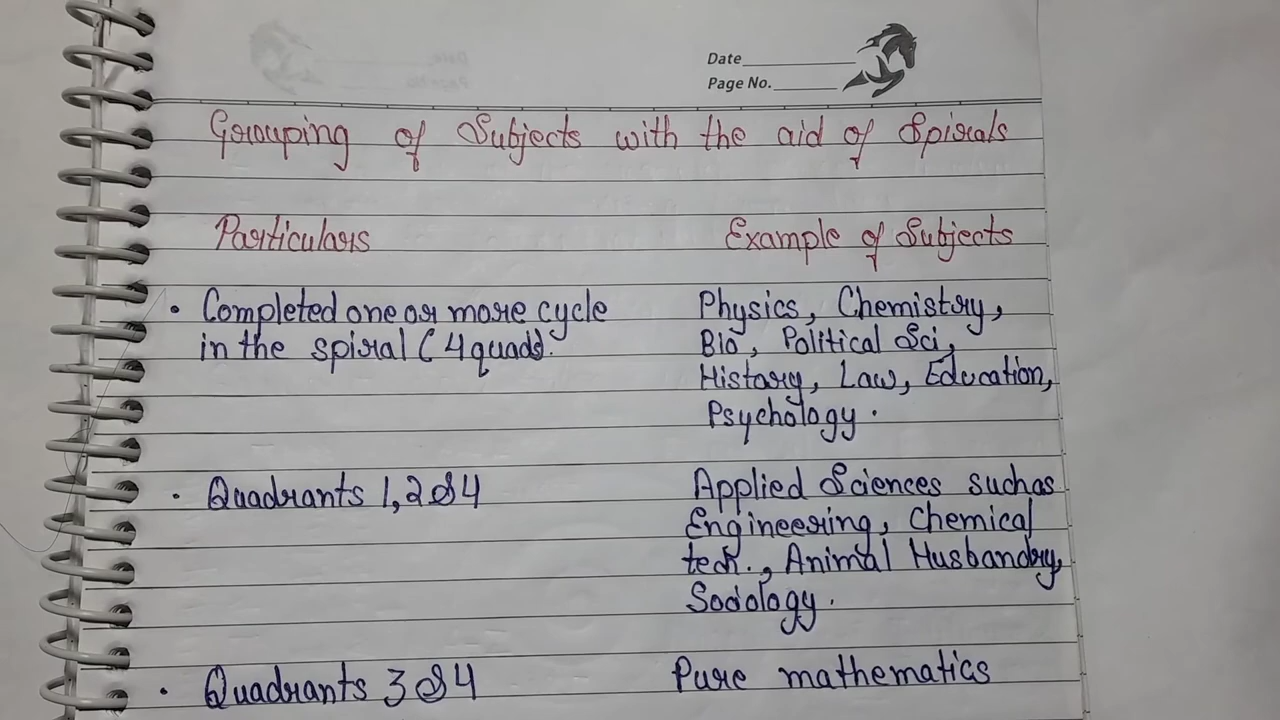 Date
Page No.
Grouping of Subjects with the aid of Spirals
Particulars Example of Subjects
• Completed one or more cycle Physics, Chemistry,
in the spiral (4 quads). Bio, Political Sci,
History, Law, Education,
Psychology.
• Quadrants 1,2 & 4 Applied Sciences such as
Engineering, Chemical
tech., Animal Husbandry,
Sociology.
• Quadrants 3 & 4 Pure mathematics